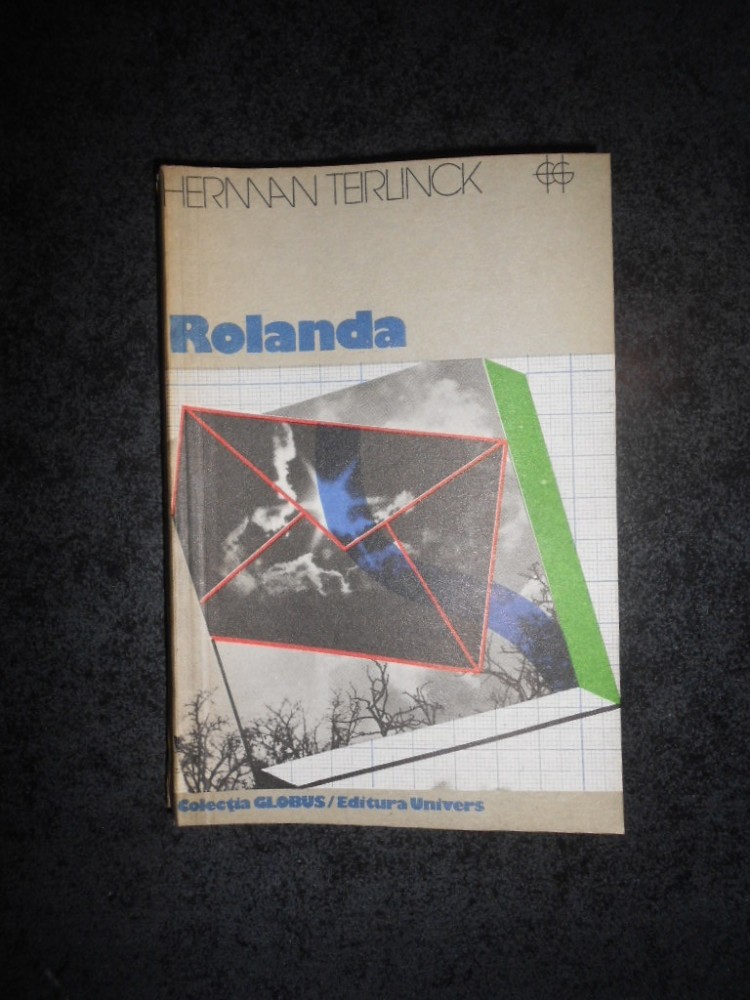 HERMAN TEIRLINCK
Rolanda
Colecția GLOBUS/Editura Univers